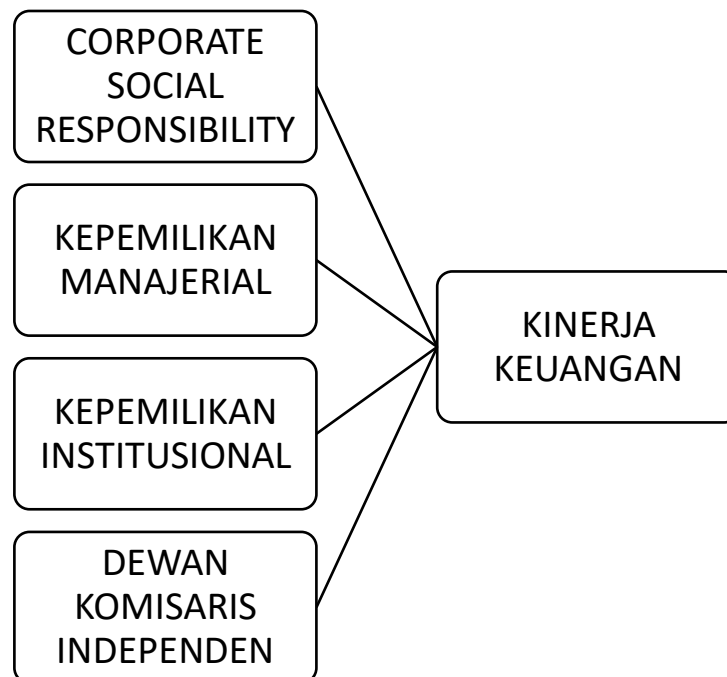 CORPORATE
SOCIAL
RESPONSIBILITY
KEPEMILIKAN
MANAJERIAL
KEPEMILIKAN
INSTITUSIONAL
DEWAN
KOMISARIS
INDEPENDEN
KINERJA
KEUANGAN